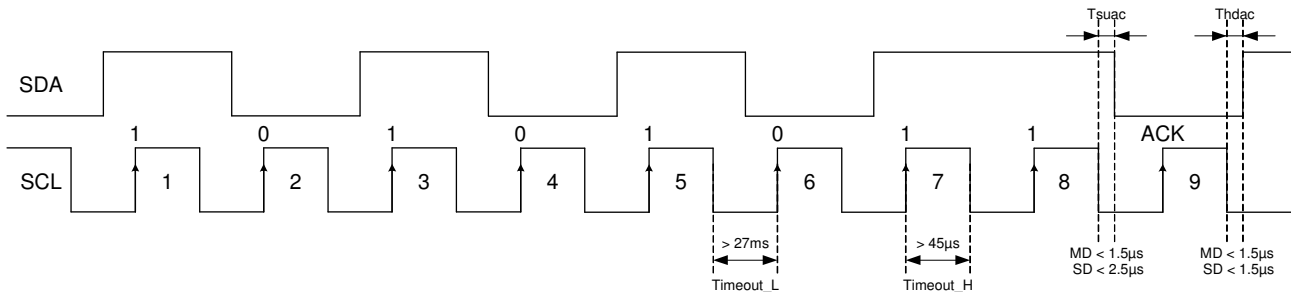 Tsuac Thdac
SDA
1 0 1 0 1 0 1 1 ACK
SCL 1 2 3 4 5 6 7 8 9
> 27ms > 45µs MD < 1.5µs MD < 1.5µs
SD < 2.5µs SD < 1.5µs
Timeout_L Timeout_H